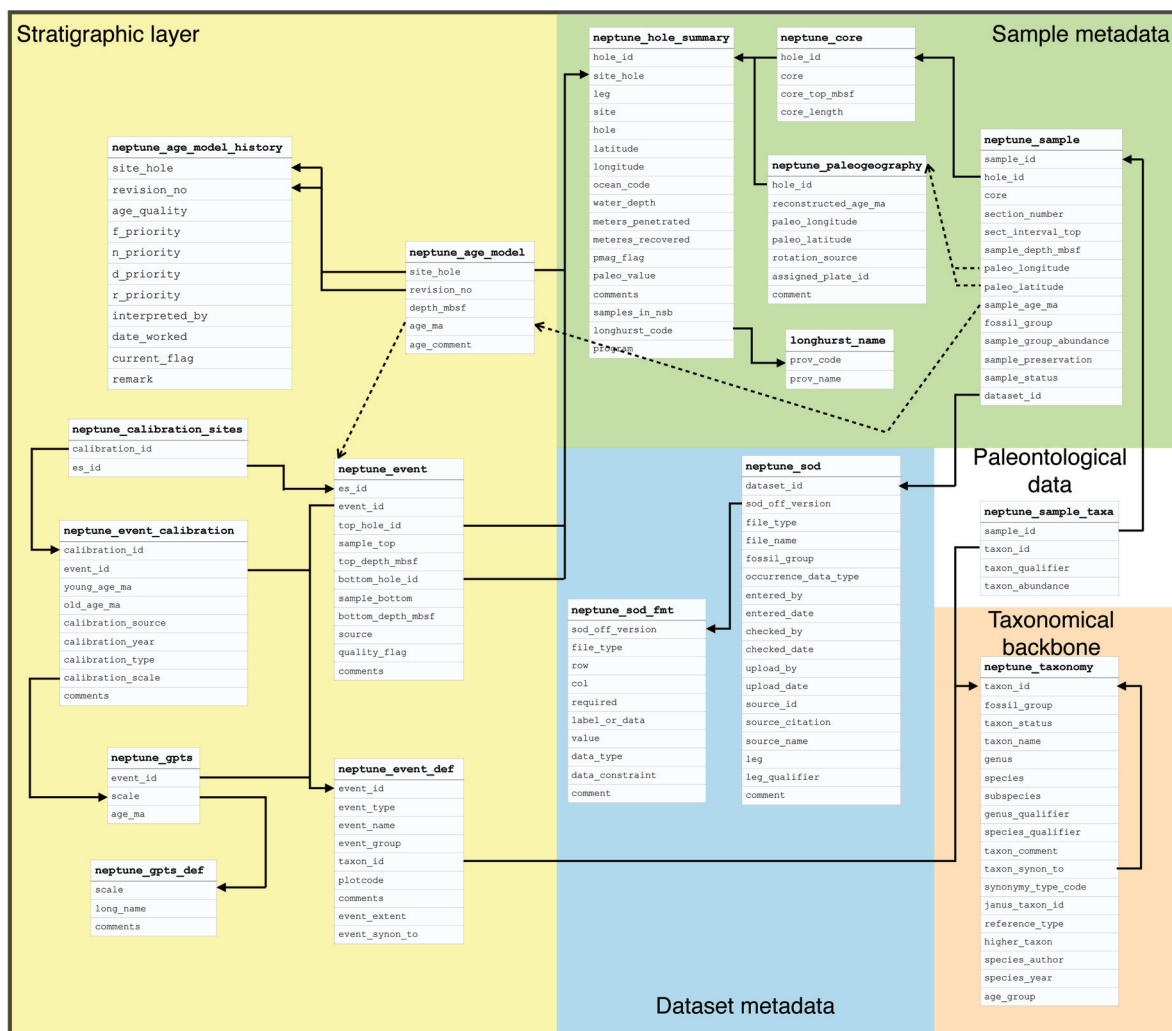 Stratigraphic layer
neptune_age_model_history
site_hole
revision_no
age_quality
f_priority
n_priority
d_priority
r_priority
interpreted_by
date_worked
current_flag
remark
neptune_age_model
site_hole
revision_no
depth_mbsf
age_ma
age_comment
neptune_calibration_sites
calibration_id
es_id
neptune_event_calibration
calibration_id
event_id
young_age_ma
old_age_ma
calibration_source
calibration_year
calibration_type
calibration_scale
comments
neptune_event
es_id
event_id
top_hole_id
sample_top
top_depth_mbsf
bottom_hole_id
sample_bottom
bottom_depth_mbsf
source
quality_flag
comments
neptune_gpts
event_id
scale
age_ma
neptune_gpts_def
scale
long_name
comments
neptune_event_def
event_id
event_type
event_name
event_group
taxon_id
plotcode
comments
event_extent
event_synon_to
Sample metadata
neptune_hole_summary
hole_id
site_hole
leg
site
hole
latitude
longitude
ocean_code
water_depth
meters_penetrated
meteres_recovered
pmag_flag
paleo_value
comments
samples_in_nsb
longhurst_code
program
neptune_core
hole_id
core
core_top_mbsf
core_length
neptune_paleogeography
hole_id
reconstructed_age_ma
paleo_longitude
paleo_latitude
rotation_source
assigned_plate_id
comment
longhurst_name
prov_code
prov_name
neptune_sample
sample_id
hole_id
core
section_number
sect_interval_top
sample_depth_mbsf
paleo_longitude
paleo_latitude
sample_age_ma
fossil_group
sample_group_abundance
sample_preservation
sample_status
dataset_id
neptune_sod_fmt
sod_off_version
file_type
row
col
required
label_or_data
value
data_type
data_constraint
comment
neptune_sod
dataset_id
sod_off_version
file_type
file_name
fossil_group
occurrence_data_type
entered_by
entered_date
checked_by
checked_date
upload_by
upload_date
source_id
source_citation
source_name
leg
leg_qualifier
comment
Dataset metadata
Paleontological
data
neptune_sample_taxa
sample_id
taxon_id
taxon_qualifier
taxon_abundance
Taxonomical
backbone
neptune_taxonomy
taxon_id
fossil_group
taxon_status
taxon_name
genus
species
subspecies
genus_qualifier
species_qualifier
taxon_comment
taxon_synon_to
synonymy_type_code
janus_taxon_id
reference_type
higher_taxon
species_author
species_year
age_group